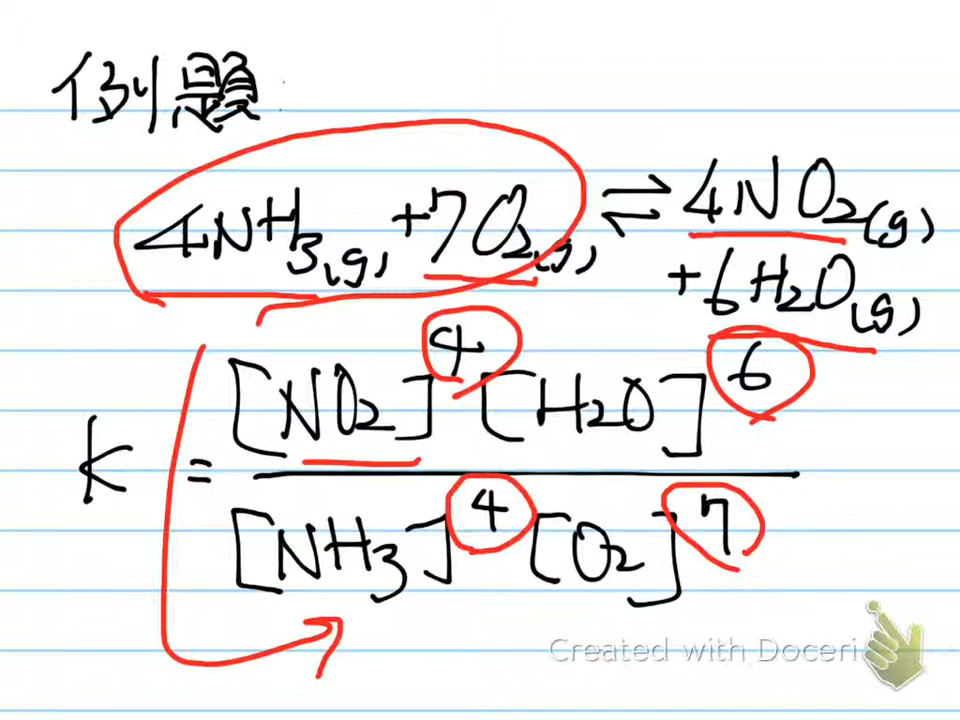 例題
4NH₃(g) + 7O₂(g) ⇌ 4NO₂(g)
+6H₂O(g)
K = [NO₂]⁴[H₂O]⁶
[NH₃]⁴[O₂]⁷
Created with Doceri